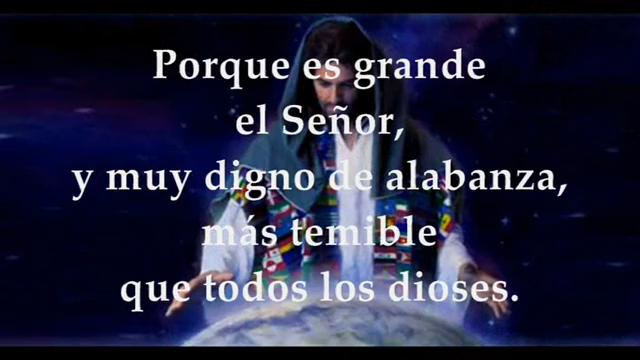 Porque es grande
el Señor,
y muy digno de alabanza,
más temible
que todos los dioses.